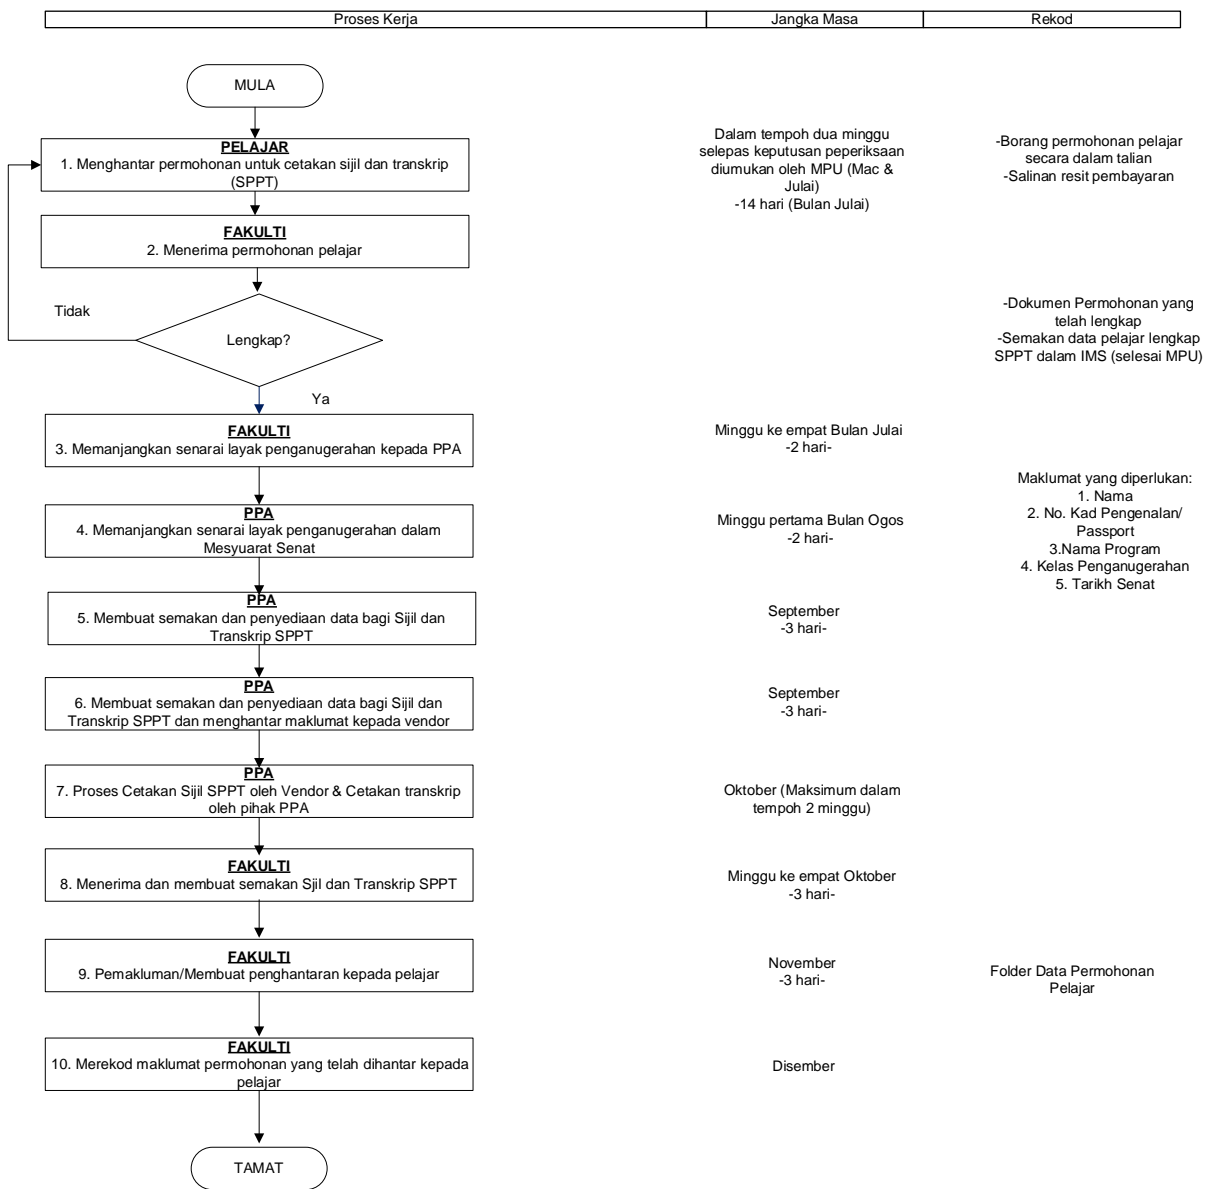 Proses Kerja
Jangka Masa
Rekod
MULA
PELAJAR
1. Menghantar permohonan untuk cetakan sijil dan transkrip
(SPPT)
Dalam tempoh dua minggu
selepas keputusan peperiksaan
diumukan oleh MPU (Mac &
Julai)
-14 hari (Bulan Julai)
-Borang permohonan pelajar
secara dalam talian
-Salinan resit pembayaran
FAKULTI
2. Menerima permohonan pelajar
Tidak
Lengkap?
Ya
-Dokumen Permohonan yang
telah lengkap
-Semakan data pelajar lengkap
SPPT dalam IMS (selesai MPU)
FAKULTI
3. Memanjangkan senarai layak penganugerahan kepada PPA
Minggu ke empat Bulan Julai
-2 hari-
PPA
4. Memanjangkan senarai layak penganugerahan dalam
Mesyuarat Senat
Minggu pertama Bulan Ogos
-2 hari-
Maklumat yang diperlukan:
1. Nama
2. No. Kad Pengenalan/
Passport
3.Nama Program
4. Kelas Penganugerahan
5. Tarikh Senat
PPA
5. Membuat semakan dan penyediaan data bagi Sijil dan
Transkrip SPPT
September
-3 hari-
PPA
6. Membuat semakan dan penyediaan data bagi Sijil dan
Transkrip SPPT dan menghantar maklumat kepada vendor
September
-3 hari-
PPA
7. Proses Cetakan Sijil SPPT oleh Vendor & Cetakan transkrip
oleh pihak PPA
Oktober (Maksimum dalam
tempoh 2 minggu)
FAKULTI
8. Menerima dan membuat semakan Sjil dan Transkrip SPPT
Minggu ke empat Oktober
-3 hari-
FAKULTI
9. Pemakluman/Membuat penghantaran kepada pelajar
November
-3 hari-
Folder Data Permohonan
Pelajar
FAKULTI
10. Merekod maklumat permohonan yang telah dihantar kepada
pelajar
Disember
TAMAT